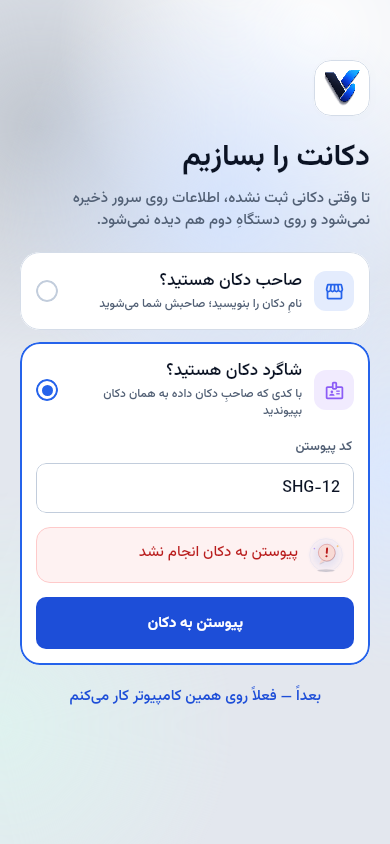 دکانت را بسازیم
تا وقتی دکانی ثبت نشده، اطلاعات روی سرور ذخیره
نمی‌شود و روی دستگاهِ دوم هم دیده نمی‌شود.
صاحب دکان هستید؟
نامِ دکان را بنویسید؛ صاحبش شما می‌شوید
شاگرد دکان هستید؟
با کدی که صاحبِ دکان داده به همان دکان
بپیوندید
کد پیوستن
SHG-12
پیوستن به دکان انجام نشد
پیوستن به دکان
بعداً — فعلاً روی همین کامپیوتر کار می‌کنم